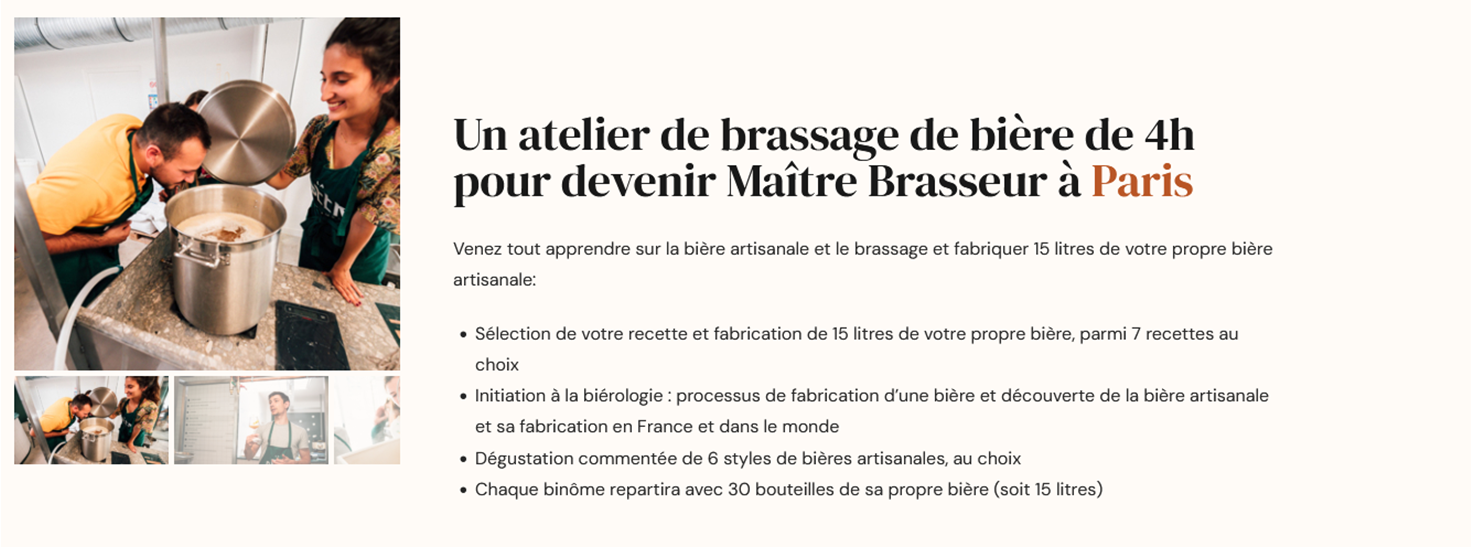 Un atelier de brassage de bière de 4h
pour devenir Maître Brasseur à Paris
Venez tout apprendre sur la bière artisanale et le brassage et fabriquer 15 litres de votre propre bière
artisanale:
• Sélection de votre recette et fabrication de 15 litres de votre propre bière, parmi 7 recettes au
choix
• Initiation à la biérologie : processus de fabrication d’une bière et découverte de la bière artisanale
et sa fabrication en France et dans le monde
• Dégustation commentée de 6 styles de bières artisanales, au choix
• Chaque binôme repartira avec 30 bouteilles de sa propre bière (soit 15 litres)